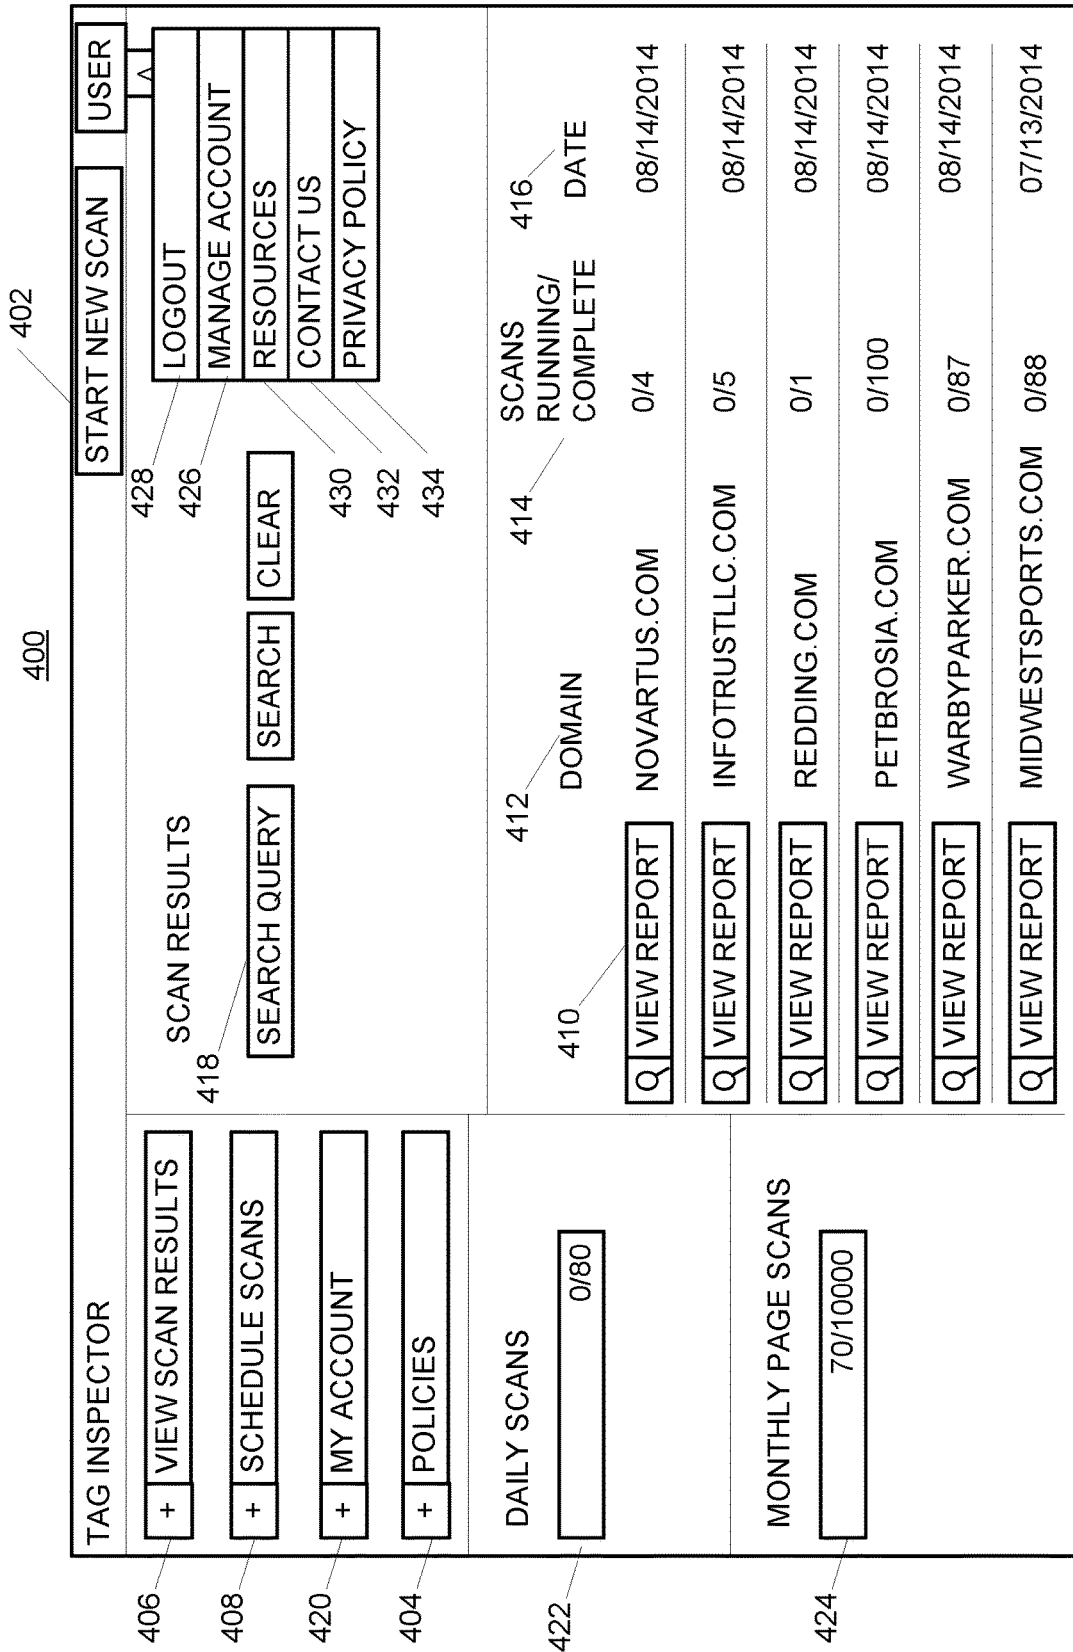 400
402
TAG INSPECTOR
START NEW SCAN
USER
^
406
+ VIEW SCAN RESULTS
408
+ SCHEDULE SCANS
420
+ MY ACCOUNT
404
+ POLICIES
DAILY SCANS
422
0/80
MONTHLY PAGE SCANS
424
70/10000
SCAN RESULTS
418
SEARCH QUERY
SEARCH
CLEAR
428
LOGOUT
426
MANAGE ACCOUNT
430
RESOURCES
432
CONTACT US
434
PRIVACY POLICY
410
412
DOMAIN
414
SCANS
RUNNING/
COMPLETE
416
DATE
VIEW REPORT NOVARTUS.COM 0/4 08/14/2014
VIEW REPORT INFOTRUSTLLC.COM 0/5 08/14/2014
VIEW REPORT REDDING.COM 0/1 08/14/2014
VIEW REPORT PETBROSIA.COM 0/100 08/14/2014
VIEW REPORT WARBYPARKER.COM 0/87 08/14/2014
VIEW REPORT MIDWESTSPORTS.COM 0/88 07/13/2014